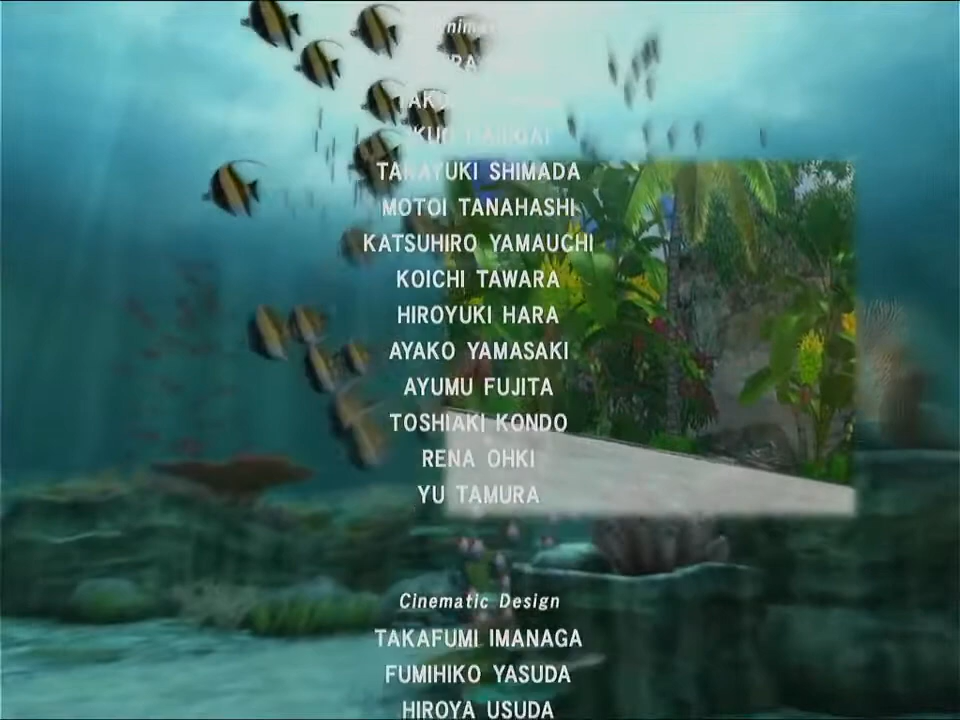 TAKAYUKI SHIMADA
MOTOI TANAHASHI
KATSUHIRO YAMAUCHI
KOICHI TAWARA
HIROYUKI HARA
AYAKO YAMASAKI
AYUMU FUJITA
TOSHIAKI KONDO
RENA OHKI
YU TAMURA
Cinematic Design
TAKAFUMI IMANAGA
FUMIHIKO YASUDA
HIROYA USUDA